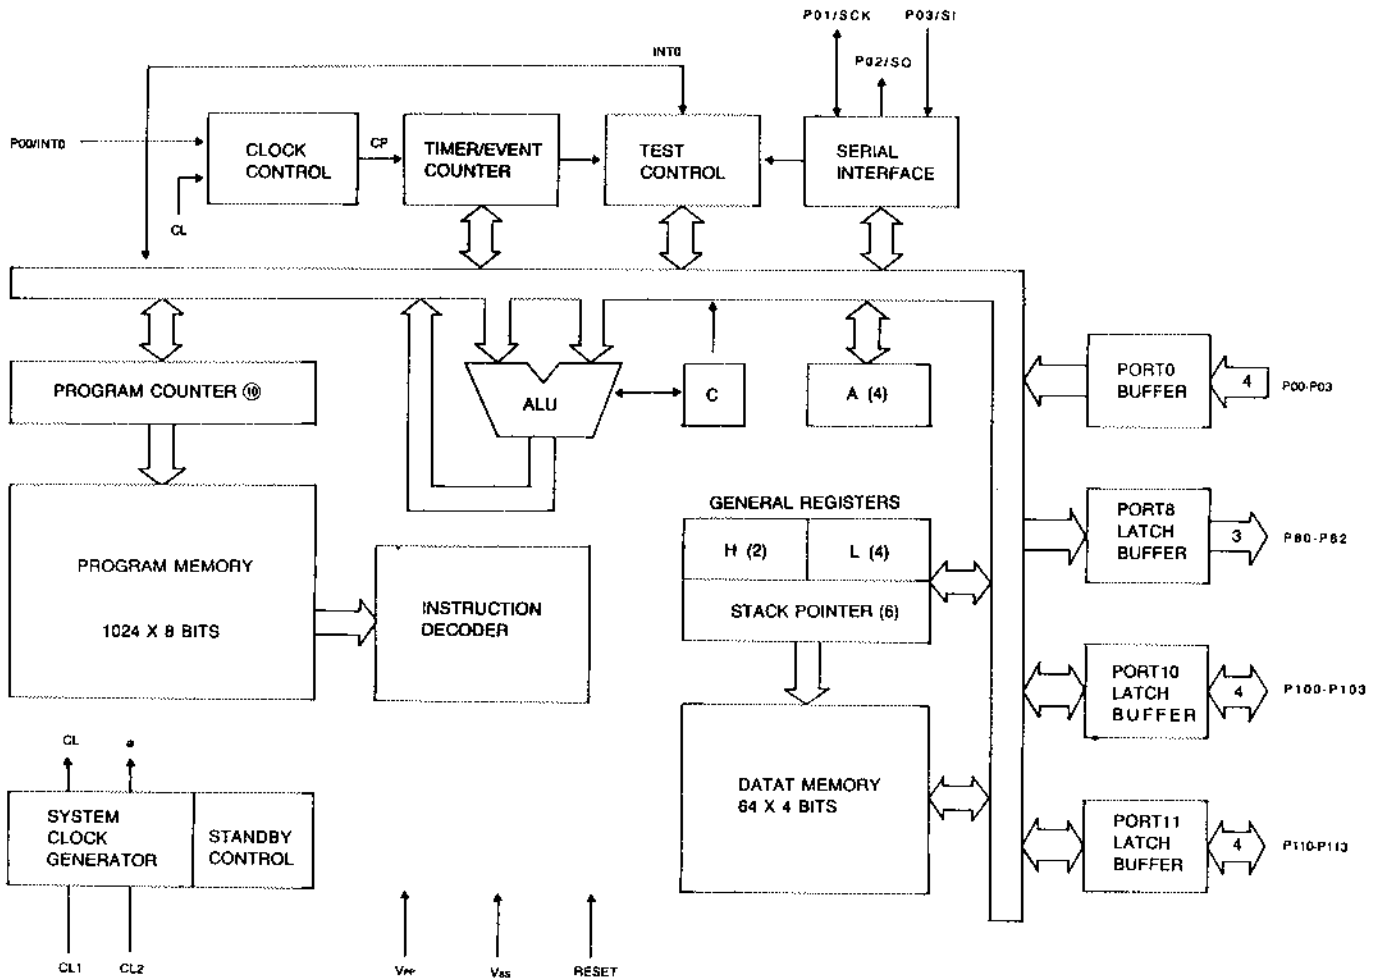 P01/SCK P03/SI
INT0
P02/SO
P00/INT0
CLOCK
CONTROL
CP
TIMER/EVENT
COUNTER
TEST
CONTROL
SERIAL
INTERFACE
CL
PROGRAM COUNTER ⑩
ALU
C
A (4)
PORT0
BUFFER
4
P00-P03
GENERAL REGISTERS
H (2)
L (4)
STACK POINTER (6)
PORT8
LATCH
BUFFER
3
P80-P82
PROGRAM MEMORY
1024 X 8 BITS
INSTRUCTION
DECODER
PORT10
LATCH
BUFFER
4
P100-P103
CL
DATAT MEMORY
64 X 4 BITS
SYSTEM
CLOCK
GENERATOR
STANDBY
CONTROL
PORT11
LATCH
BUFFER
4
P110-P113
CL1
CL2
Vss
RESET